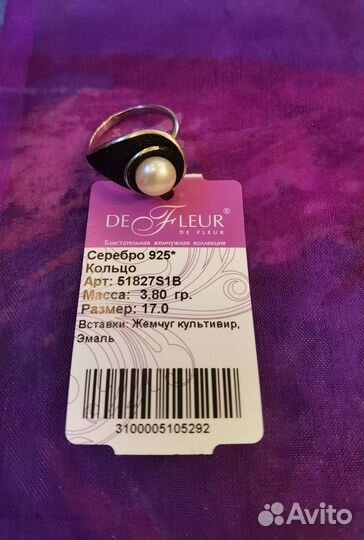 DE FLEUR®
DE FLEUR
Блистательная жемчужная коллекция
Серебро 925*
Кольцо
Арт: 51827S1B
Масса: 3.80 гр.
Размер: 17.0
Вставки: Жемчуг культивир,
Эмаль
3100005105292
Avito